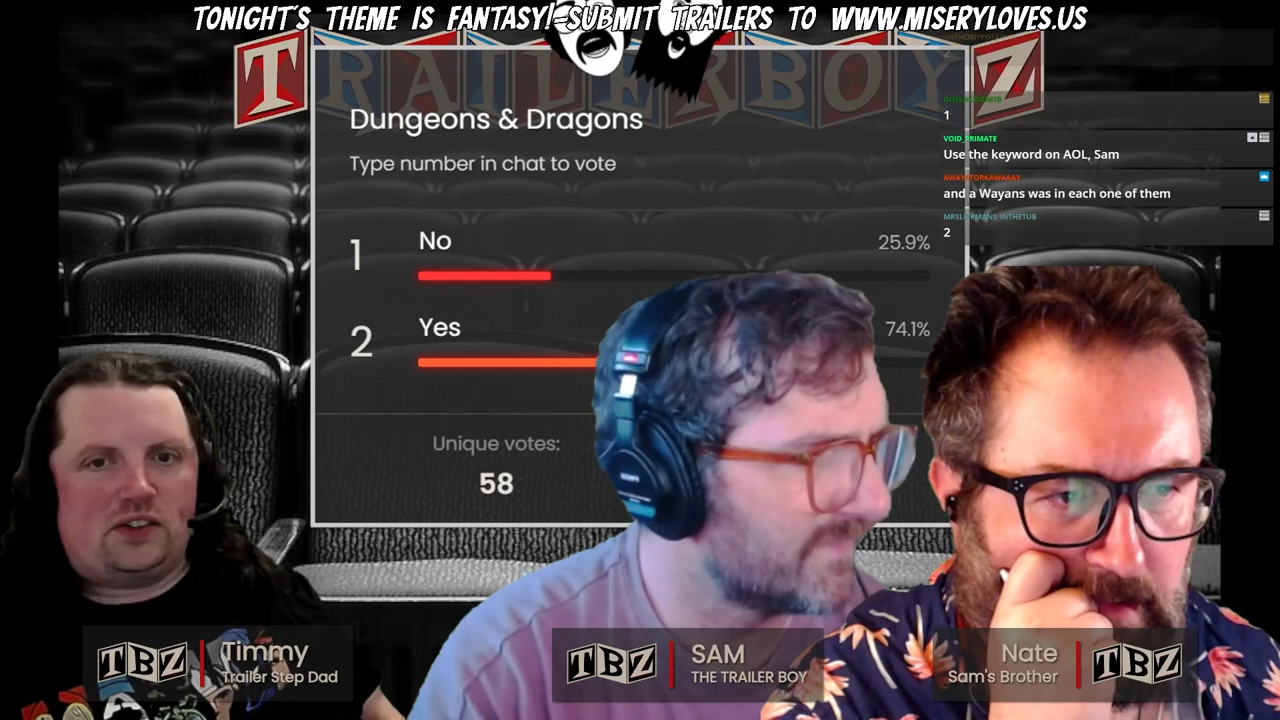 TONIGHT'S THEME IS FANTASY!-SUBMIT TRAILERS TO WWW.MISERYLOVES.US
TRAILERBOYZ
Dungeons & Dragons
Type number in chat to vote
1 No 25.9%
2 Yes 74.1%
Unique votes:
58
2
1
VOID_PRIMATE
Use the keyword on AOL, Sam
and a Wayans was in each one of them
2
SONY
TBZ Timmy
Trailer Step Dad
TBZ SAM
THE TRAILER BOY
Nate TBZ
Sam's Brother